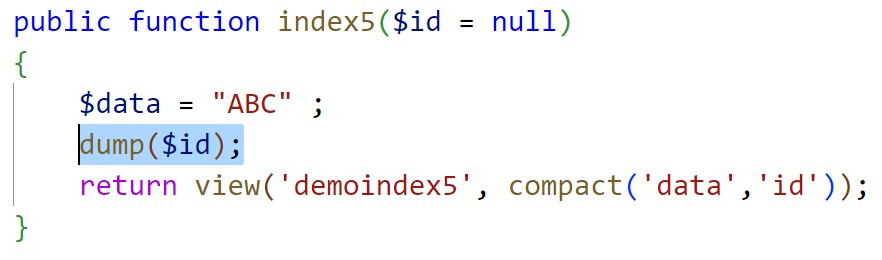 public function index5($id = null)
{
    $data = "ABC" ;
    dump($id);
    return view('demoindex5', compact('data','id'));
}